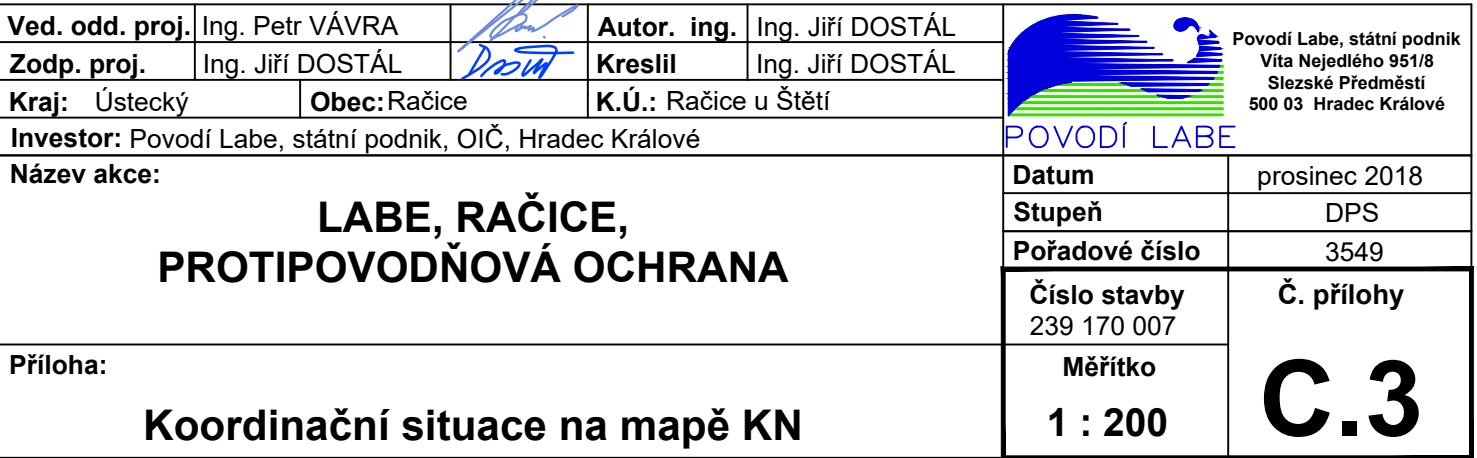 Ved. odd. proj. Ing. Petr VÁVRA Autor. ing. Ing. Jiří DOSTÁL
Zodp. proj. Ing. Jiří DOSTÁL Kreslil Ing. Jiří DOSTÁL
Kraj: Ústecký Obec: Račice K.Ú.: Račice u Štětí
Investor: Povodí Labe, státní podnik, OIČ, Hradec Králové
POVODÍ LABE
Povodí Labe, státní podnik
Víta Nejedlého 951/8
Slezské Předměstí
500 03 Hradec Králové
Název akce:
LABE, RAČICE,
PROTIPOVODŇOVÁ OCHRANA
Datum prosinec 2018
Stupeň DPS
Pořadové číslo 3549
Číslo stavby
239 170 007
Č. přílohy
C.3
Příloha:
Koordinační situace na mapě KN
Měřítko
1 : 200